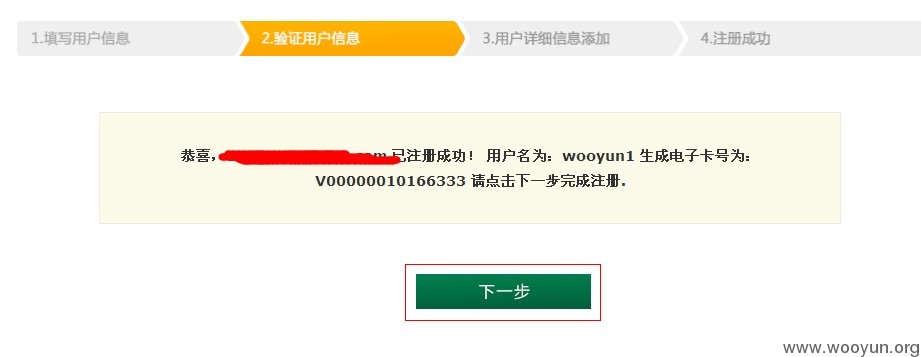 1.填写用户信息
2.验证用户信息
3.用户详细信息添加
4.注册成功
恭喜， com 已注册成功！ 用户名为：wooyun1 生成电子卡号为：
V00000010166333 请点击下一步完成注册.
下一步
www.wooyun.org